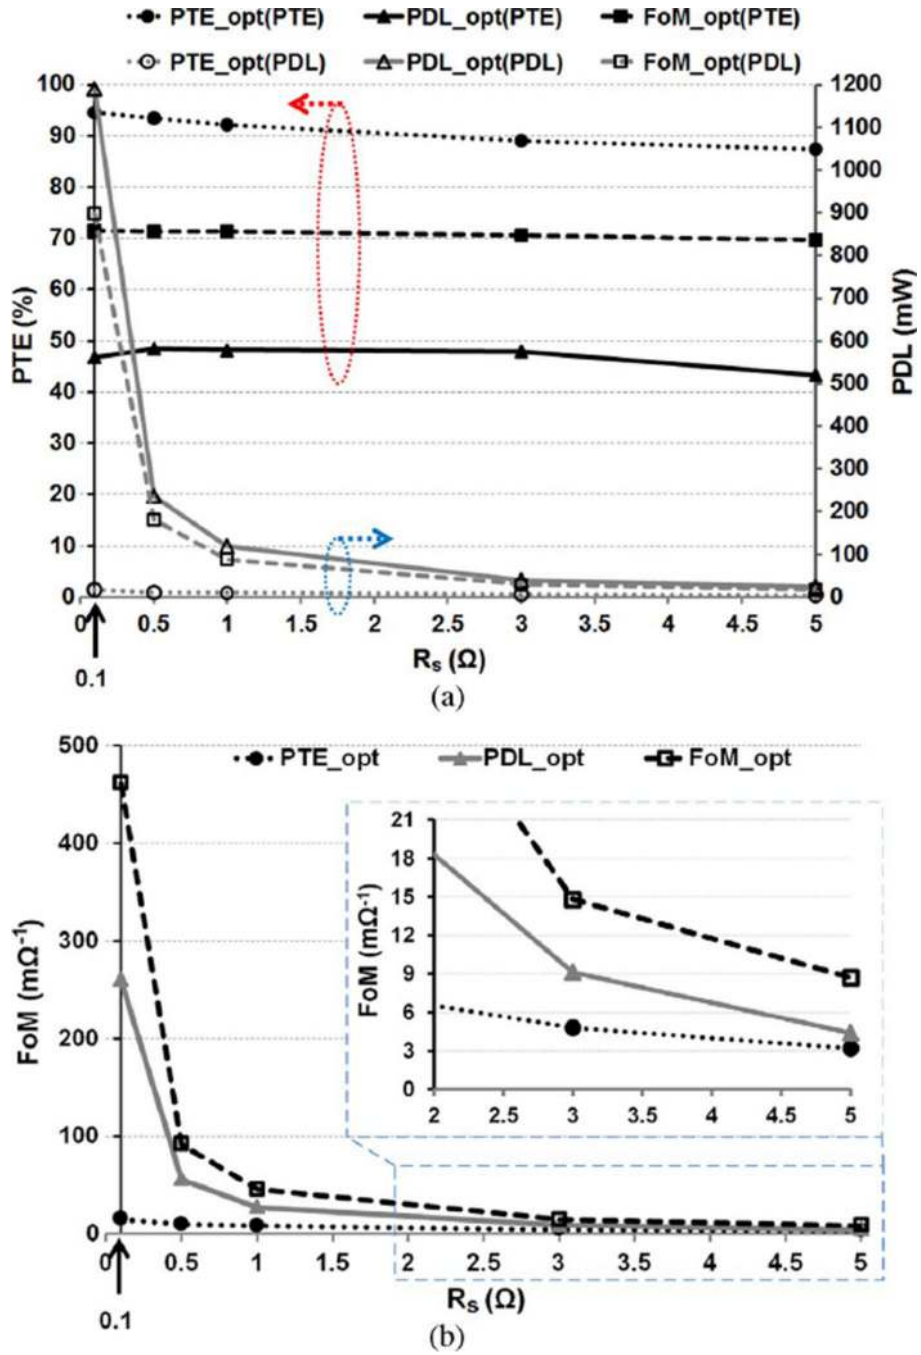 PTE_opt(PTE) PDL_opt(PTE) FoM_opt(PTE)
PTE_opt(PDL) PDL_opt(PDL) FoM_opt(PDL)
100 1200
90 1100
80 1000
70 900
60 800
50 700
40 600
30 500
20 400
10 300
0 200
100
0
PTE (%)
PDL (mW)
0 0.5 1 1.5 2 2.5 3 3.5 4 4.5 5
Rs (Ω)
0.1
(a)
PTE_opt PDL_opt FoM_opt
500
400
300
200
100
0
FoM (mΩ-1)
21
18
15
12
9
6
3
0
FoM (mΩ-1)
2 2.5 3 3.5 4 4.5 5
0 0.5 1 1.5 2 2.5 3 3.5 4 4.5 5
Rs (Ω)
0.1
(b)